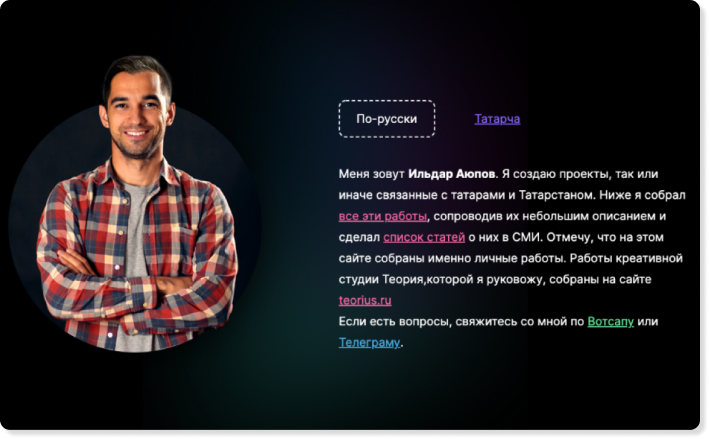 По-русски
Татарча
Меня зовут Ильдар Аюпов. Я создаю проекты, так или
иначе связанные с татарами и Татарстаном. Ниже я собрал
все эти работы, сопроводив их небольшим описанием и
сделал список статей о них в СМИ. Отмечу, что на этом
сайте собраны именно личные работы. Работы креативной
студии Теория,которой я руковожу, собраны на сайте
teorius.ru
Если есть вопросы, свяжитесь со мной по Вотсапу или
Телеграму.